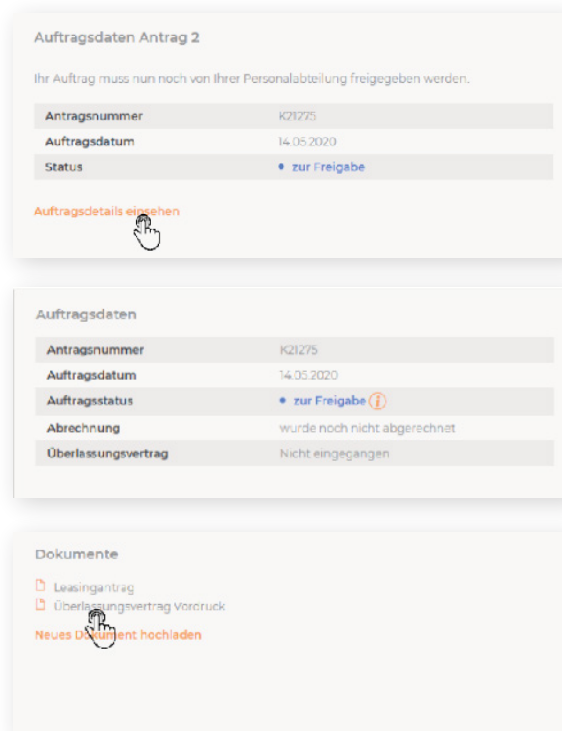 Auftragsdaten Antrag 2
Ihr Auftrag muss nun noch von Ihrer Personalabteilung freigegeben werden.
Antragsnummer K21275
Auftragsdatum 14.05.2020
Status • zur Freigabe
Auftragsdetails einsehen
Auftragsdaten
Antragsnummer K21275
Auftragsdatum 14.05.2020
Auftragsstatus • zur Freigabe i
Abrechnung wurde noch nicht abgerechnet
Überlassungsvertrag Nicht eingegangen
Dokumente
Leasingantrag
Überlassungsvertrag Vordruck
Neues Dokument hochladen